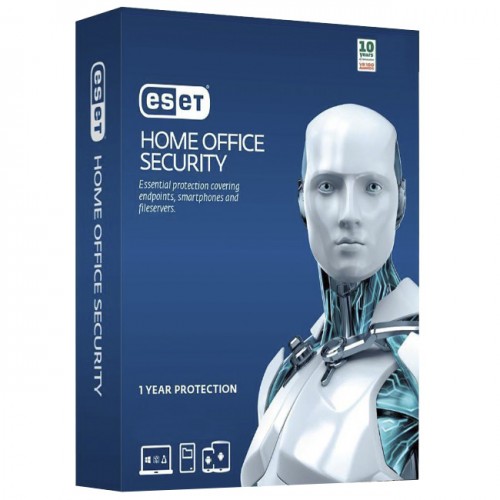 eset
HOME OFFICE SECURITY
10
years
VB100
eset
HOME OFFICE
SECURITY
Essential protection covering
endpoints, smartphones and
fileservers.
1 YEAR PROTECTION